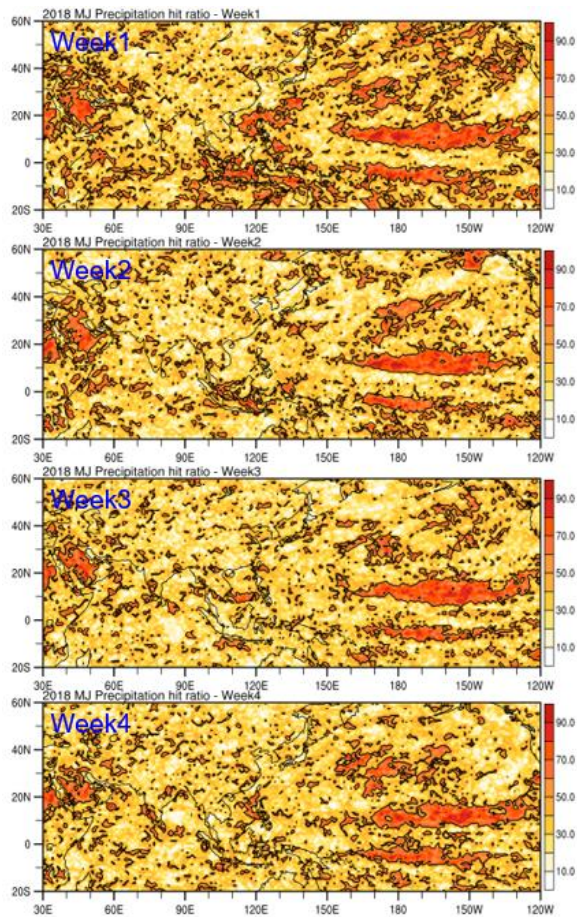 2018 MJ Precipitation hit ratio - Week1
Week1
60N
40N
20N
0
20S
30E 60E 90E 120E 150E 180 150W 120W
90.0
70.0
50.0
30.0
10.0
2018 MJ Precipitation hit ratio - Week2
Week2
60N
40N
20N
0
20S
30E 60E 90E 120E 150E 180 150W 120W
90.0
70.0
50.0
30.0
10.0
2018 MJ Precipitation hit ratio - Week3
Week3
60N
40N
20N
0
20S
30E 60E 90E 120E 150E 180 150W 120W
90.0
70.0
50.0
30.0
10.0
2018 MJ Precipitation hit ratio - Week4
Week4
60N
40N
20N
0
20S
30E 60E 90E 120E 150E 180 150W 120W
90.0
70.0
50.0
30.0
10.0